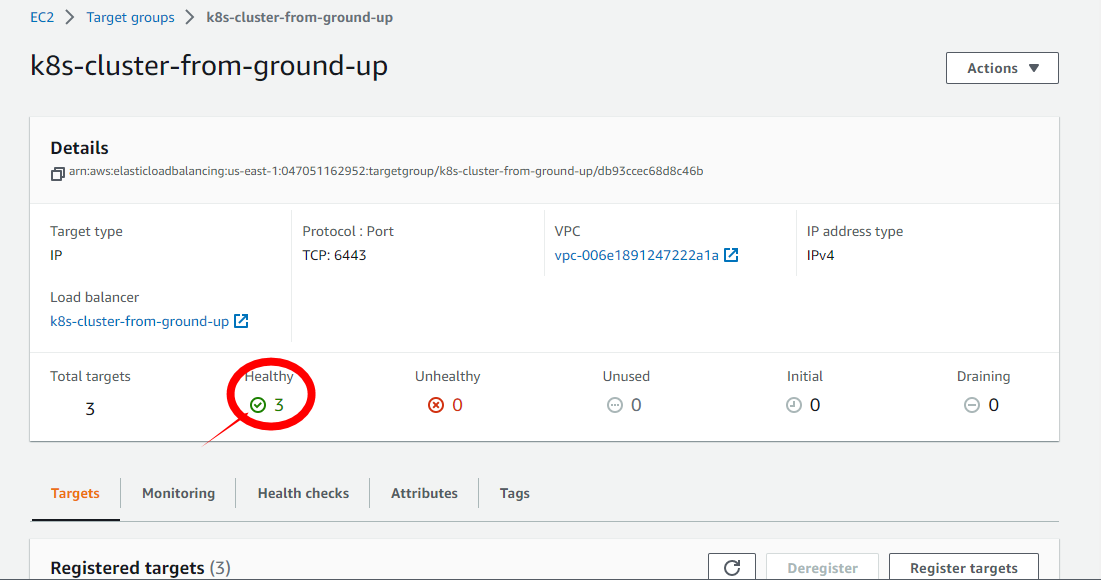 EC2 > Target groups > k8s-cluster-from-ground-up
k8s-cluster-from-ground-up
Actions ▼
Details
arn:aws:elasticloadbalancing:us-east-1:047051162952:targetgroup/k8s-cluster-from-ground-up/db93ccec68d8c46b
Target type Protocol : Port VPC IP address type
IP TCP: 6443 vpc-006e1891247222a1a IPv4
Load balancer
k8s-cluster-from-ground-up
Total targets Healthy Unhealthy Unused Initial Draining
3 3 0 0 0 0
Targets Monitoring Health checks Attributes Tags
Registered targets (3) Deregister Register targets